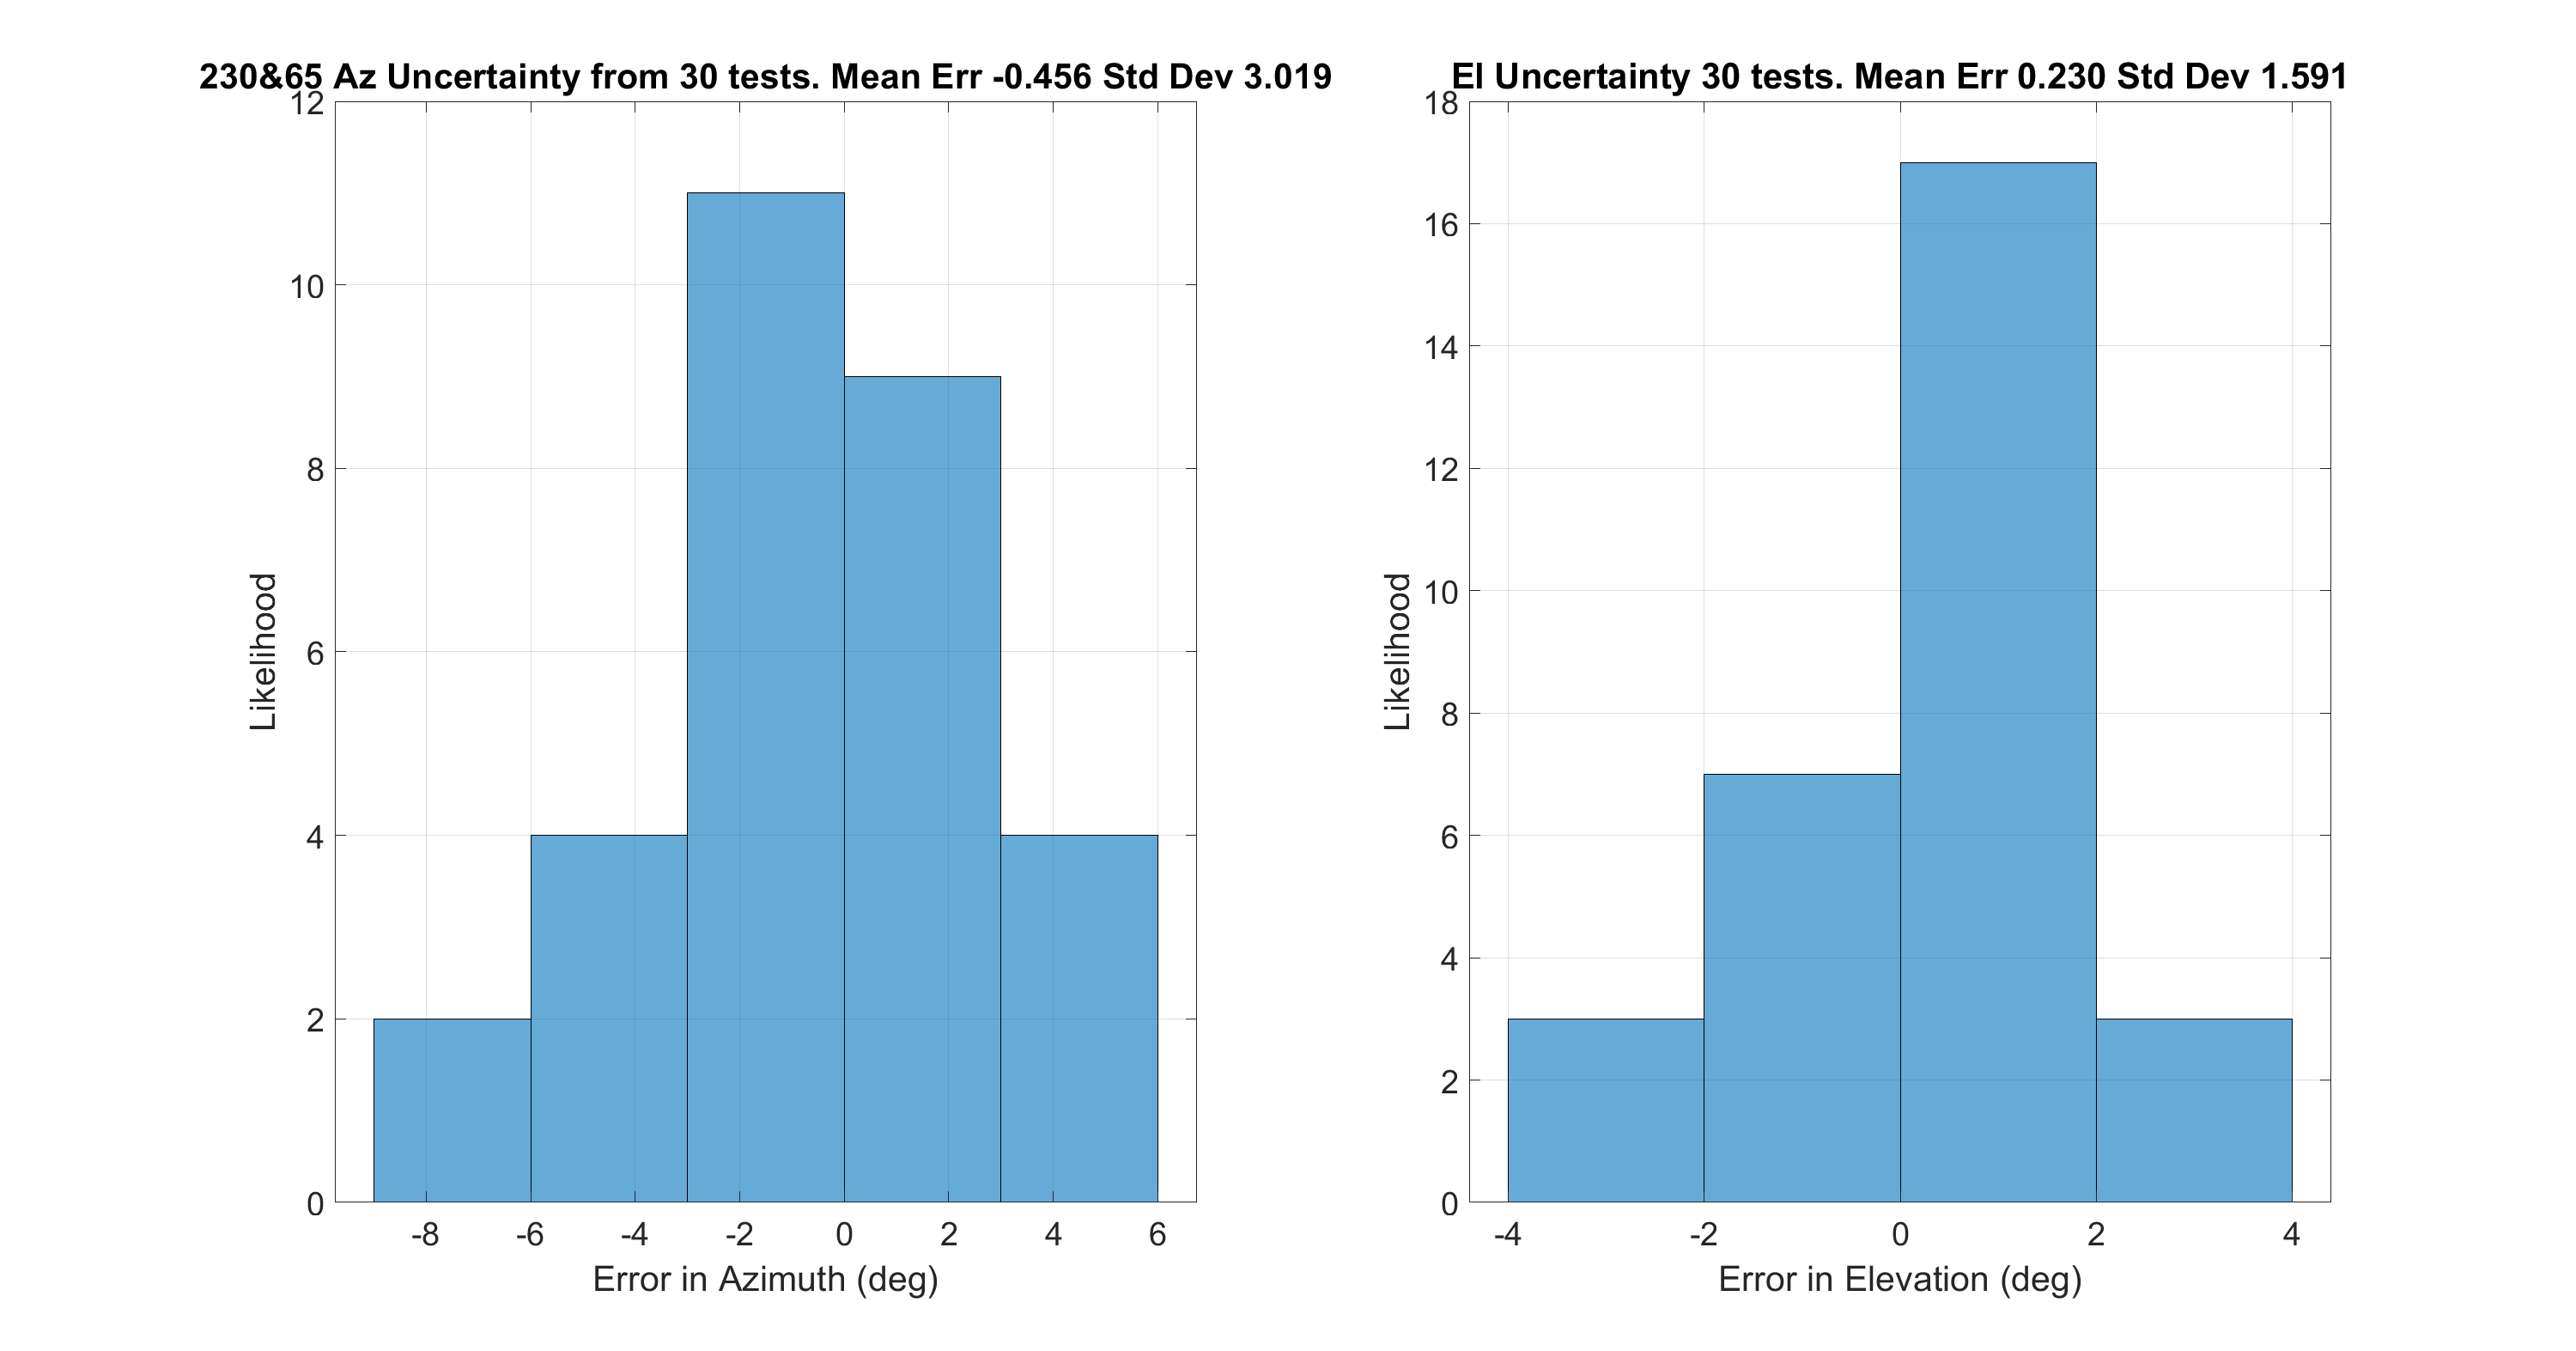 230&65 Az Uncertainty from 30 tests. Mean Err -0.456 Std Dev 3.019
12
10
8
6
4
2
0
Likelihood
-8 -6 -4 -2 0 2 4 6
Error in Azimuth (deg)
El Uncertainty 30 tests. Mean Err 0.230 Std Dev 1.591
18
16
14
12
10
8
6
4
2
0
Likelihood
-4 -2 0 2 4
Error in Elevation (deg)